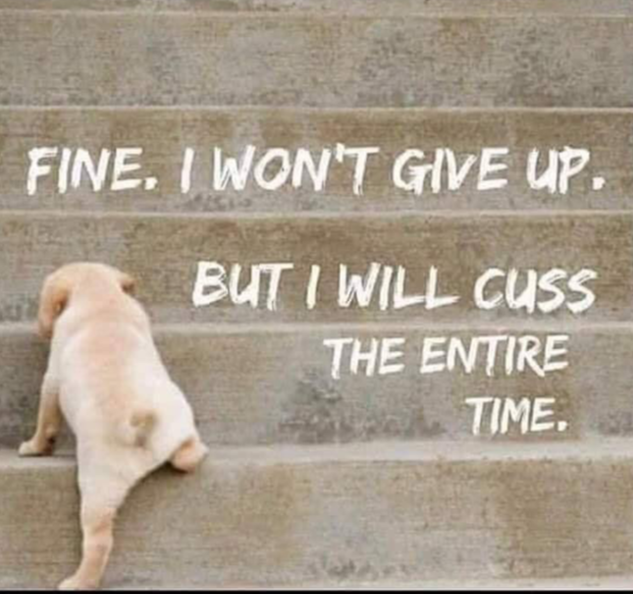 FINE. I WON'T GIVE UP.
BUT I WILL CUSS
THE ENTIRE
TIME.